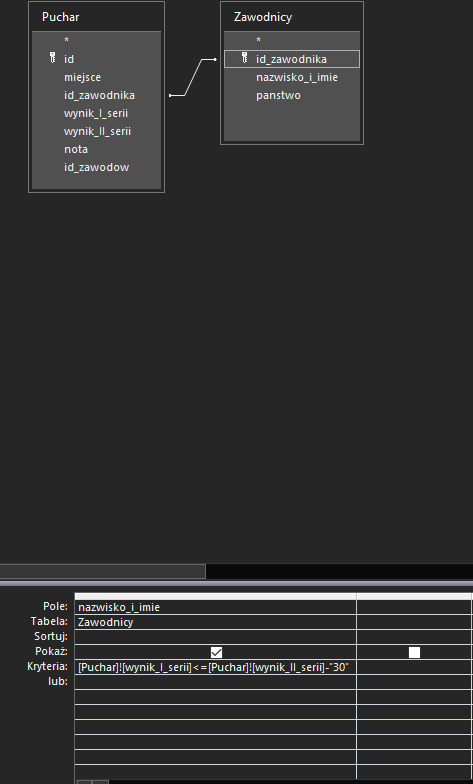 Puchar
*
id
miejsce
id_zawodnika
wynik_I_serii
wynik_II_serii
nota
id_zawodow
Zawodnicy
*
id_zawodnika
nazwisko_i_imie
panstwo
Pole: nazwisko_i_imie
Tabela: Zawodnicy
Sortuj:
Pokaż:
Kryteria: [Puchar]![wynik_I_serii]<=[Puchar]![wynik_II_serii]-"30"
lub: